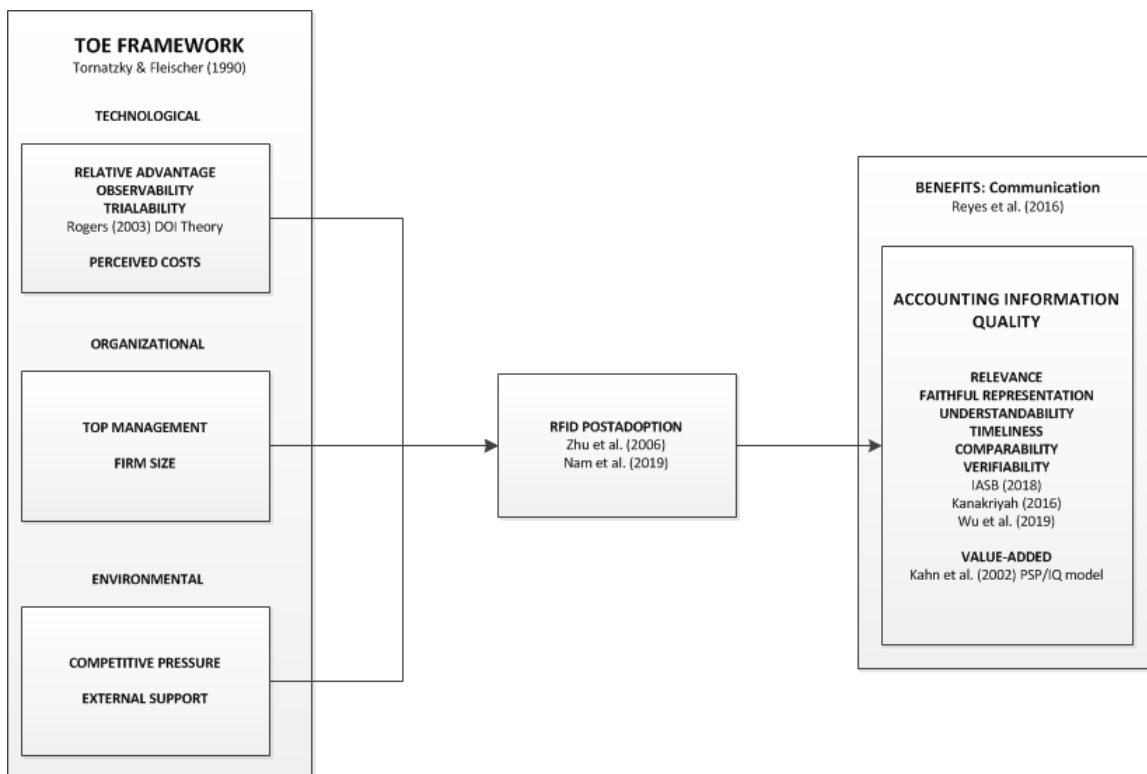 TOE FRAMEWORK
Tornatzky & Fleischer (1990)
TECHNOLOGICAL
RELATIVE ADVANTAGE
OBSERVABILITY
TRIALABILITY
Rogers (2003) DOI Theory
PERCEIVED COSTS
ORGANIZATIONAL
TOP MANAGEMENT
FIRM SIZE
ENVIRONMENTAL
COMPETITIVE PRESSURE
EXTERNAL SUPPORT
RFID POSTADOPTION
Zhu et al. (2006)
Nam et al. (2019)
BENEFITS: Communication
Reyes et al. (2016)
ACCOUNTING INFORMATION
QUALITY
RELEVANCE
FAITHFUL REPRESENTATION
UNDERSTANDABILITY
TIMELINESS
COMPARABILITY
VERIFIABILITY
IASB (2018)
Kanakriyah (2016)
Wu et al. (2019)
VALUE-ADDED
Kahn et al. (2002) PSP/IQ model